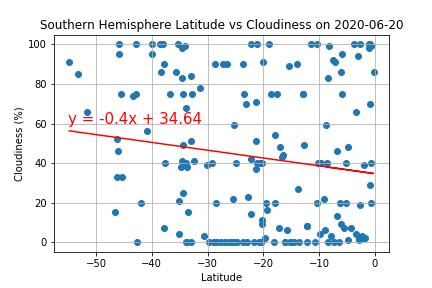 Southern Hemisphere Latitude vs Cloudiness on 2020-06-20
100
80
60
40
20
0
Cloudiness (%)
y = -0.4x + 34.64
−50 −40 −30 −20 −10 0
Latitude